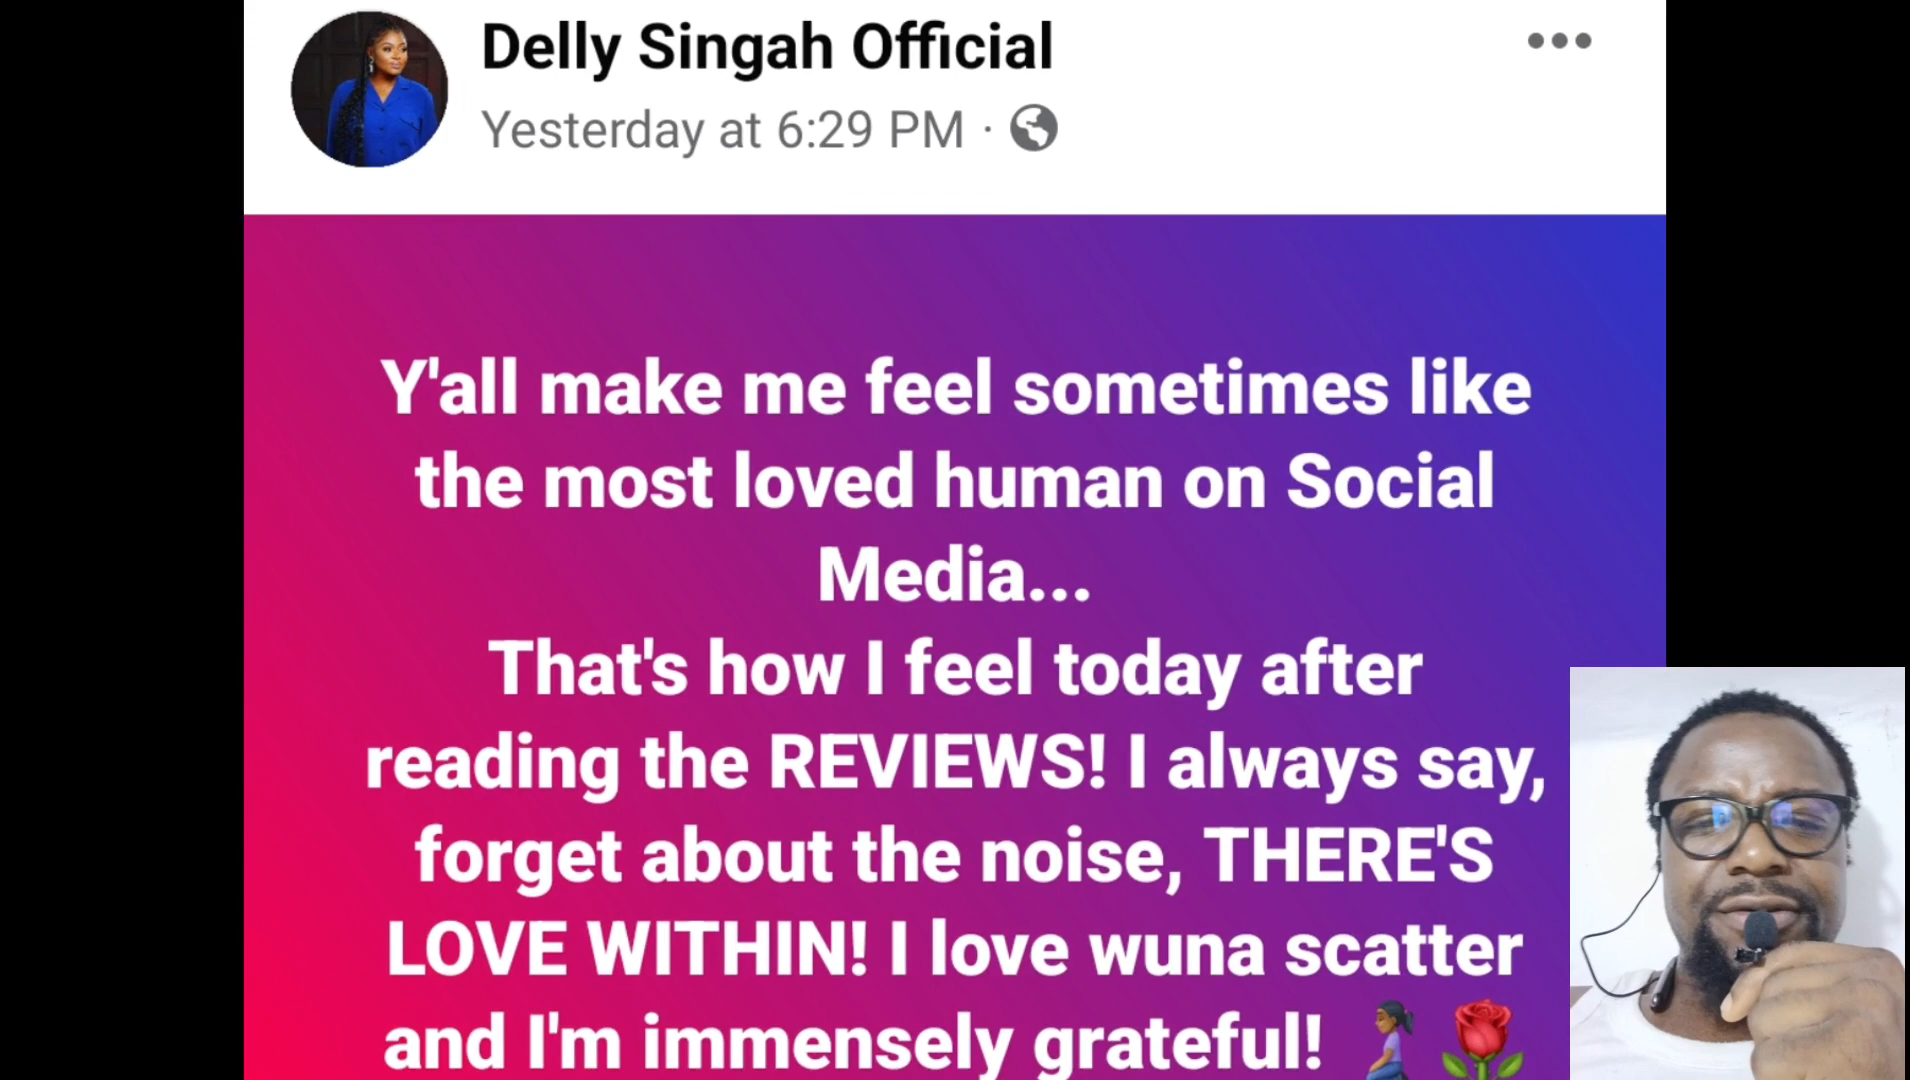 Delly Singah Official
Yesterday at 6:29 PM ·
Y'all make me feel sometimes like
the most loved human on Social
Media...
That's how I feel today after
reading the REVIEWS! I always say,
forget about the noise, THERE'S
LOVE WITHIN! I love wuna scatter
and I'm immensely grateful!